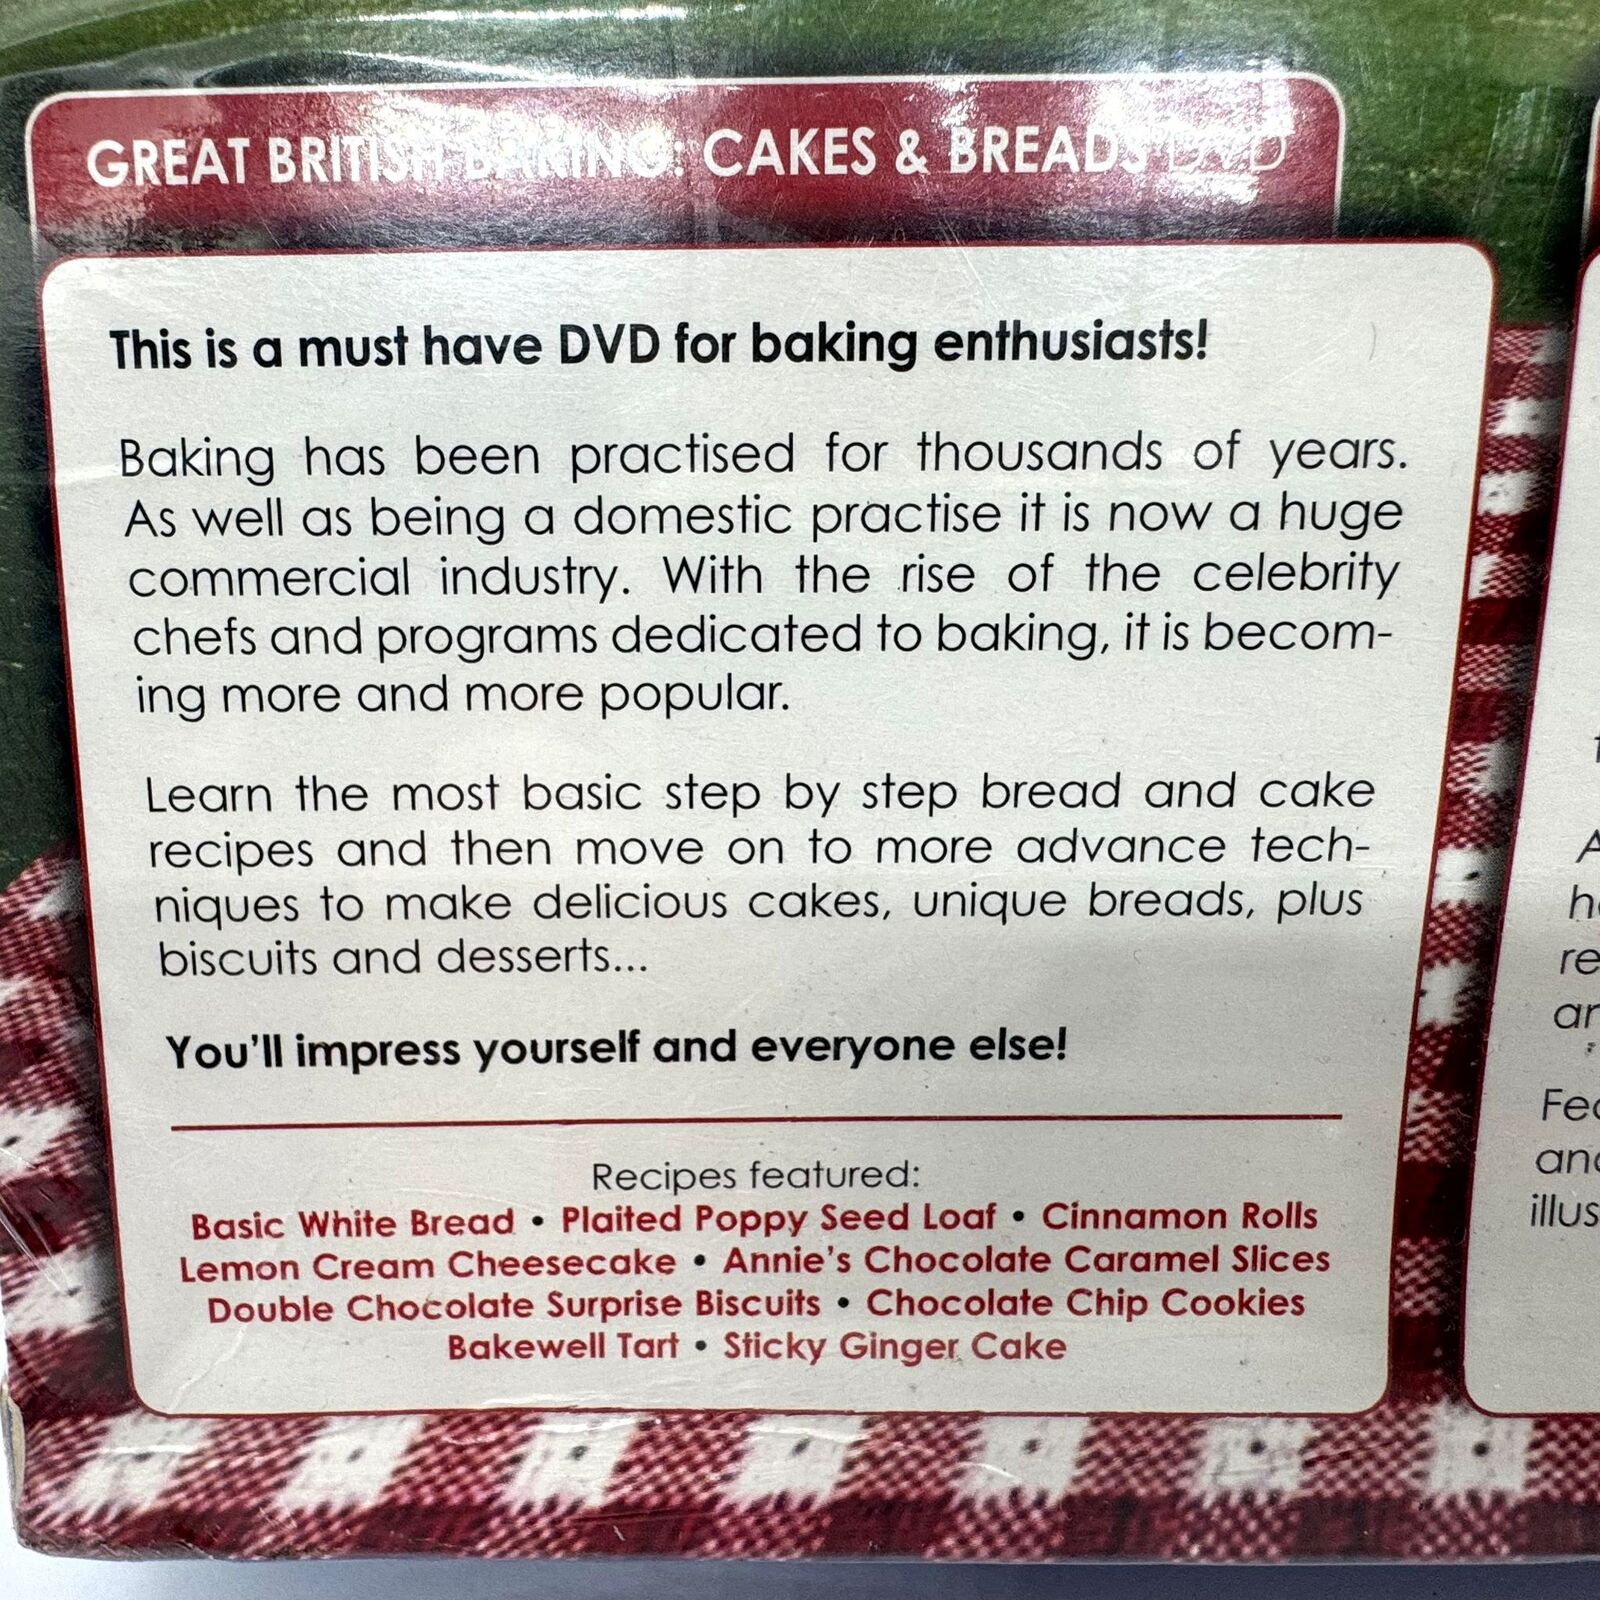 GREAT BRITISH BAKING: CAKES & BREADS DVD
This is a must have DVD for baking enthusiasts!
Baking has been practised for thousands of years.
As well as being a domestic practise it is now a huge
commercial industry. With the rise of the celebrity
chefs and programs dedicated to baking, it is becom-
ing more and more popular.
Learn the most basic step by step bread and cake
recipes and then move on to more advance tech-
niques to make delicious cakes, unique breads, plus
biscuits and desserts...
You'll impress yourself and everyone else!
Recipes featured:
Basic White Bread • Plaited Poppy Seed Loaf • Cinnamon Rolls
Lemon Cream Cheesecake • Annie's Chocolate Caramel Slices
Double Chocolate Surprise Biscuits • Chocolate Chip Cookies
Bakewell Tart • Sticky Ginger Cake